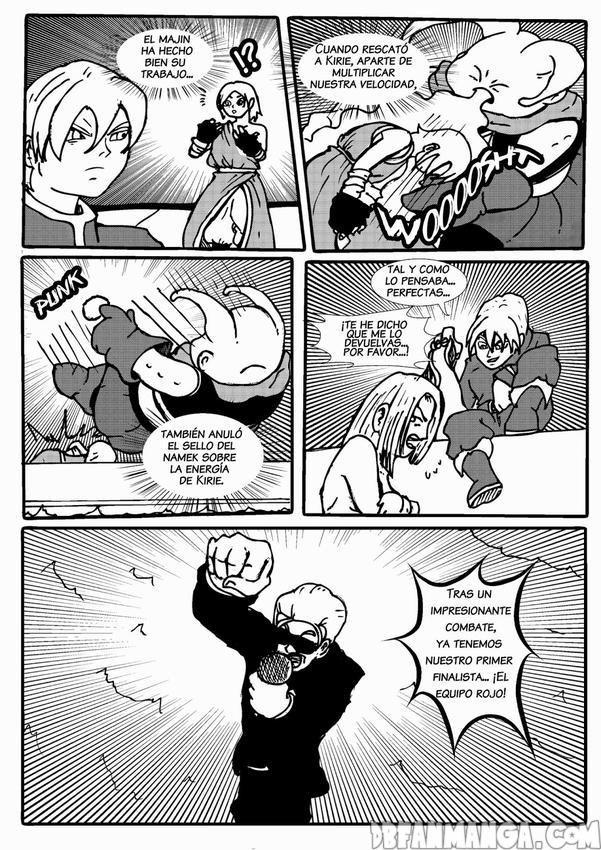 EL MAJIN
HA HECHO
BIEN SU
TRABAJO...
!?
CUANDO RESCATÓ
A KIRIE, APARTE DE
MULTIPLICAR
NUESTRA VELOCIDAD,
WOOOOSHT
PUNK
TAMBIÉN ANULÓ
EL SELLO DEL
NAMEK SOBRE
LA ENERGÍA
DE KIRIE.
TAL Y COMO
LO PENSABA...
PERFECTAS...
¡TE HE DICHO
QUE ME LO
DEVUELVAS...
POR FAVOR...!
TRAS UN
IMPRESIONANTE
COMBATE,
YA TENEMOS
NUESTRO PRIMER
FINALISTA... ¡EL
EQUIPO ROJO!
DBFANMANGA.COM